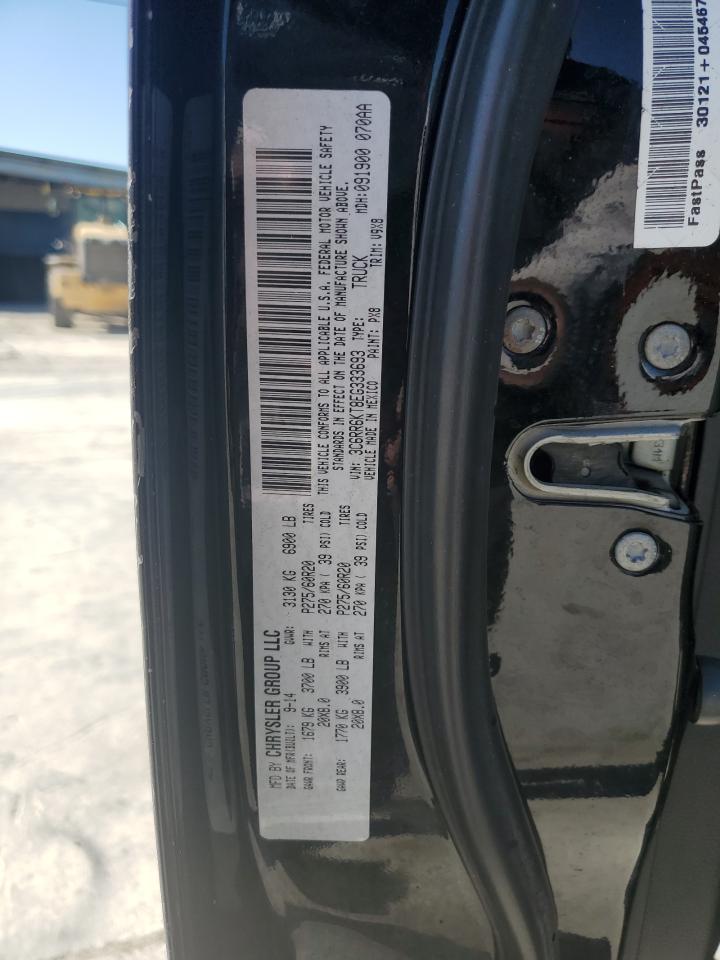 MFD BY CHRYSLER GROUP LLC
DATE OF MFR(BUILT): 9-14 GVWR: 3130 KG 6900 LB
GAWR FRONT: 1679 KG 3700 LB WITH P275/60R20 TIRES
20X8.0 RIMS AT 270 KPA ( 39 PSI) COLD
GAWR REAR: 1770 KG 3900 LB WITH P275/60R20 TIRES
20X8.0 RIMS AT 270 KPA ( 39 PSI) COLD
THIS VEHICLE CONFORMS TO ALL APPLICABLE U.S.A. FEDERAL MOTOR VEHICLE SAFETY
STANDARDS IN EFFECT ON THE DATE OF MANUFACTURE SHOWN ABOVE.
VIN: 3C6RR6KT8EG333693 TYPE: TRUCK MDH:091900 070AA
VEHICLE MADE IN MEXICO PAINT: PX8 TRIM: V9X8
FastPass 30121+045467